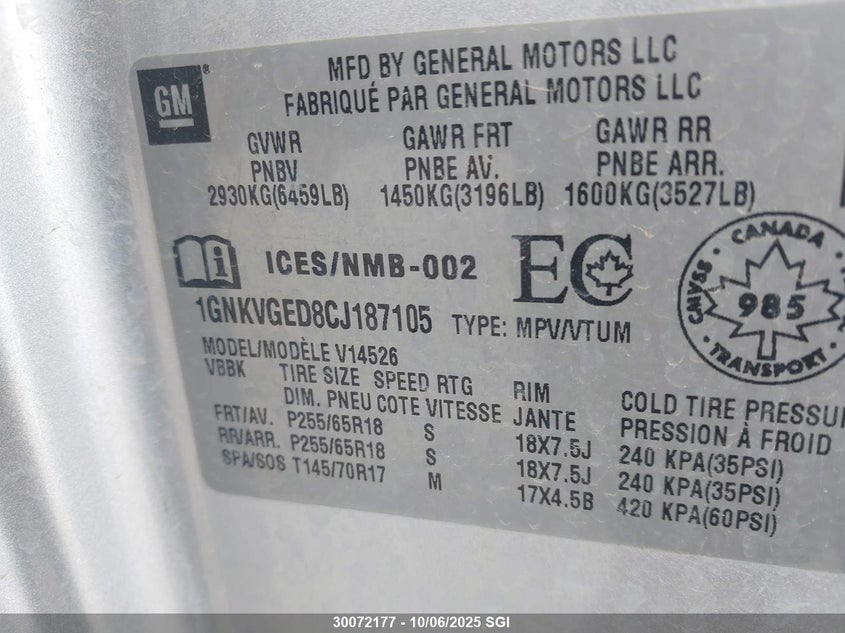 GM
MFD BY GENERAL MOTORS LLC
FABRIQUÉ PAR GENERAL MOTORS LLC
GVWR GAWR FRT GAWR RR
PNBV PNBE AV. PNBE ARR.
2930KG(6459LB) 1450KG(3196LB) 1600KG(3527LB)
ICES/NMB-002 EC
CANADA
CMVSS 985 NSVAC
TRANSPORT
1GNKVGED8CJ187105 TYPE: MPV/VTUM
MODEL/MODÈLE V14526
VBBK TIRE SIZE SPEED RTG RIM COLD TIRE PRESSU
DIM. PNEU COTE VITESSE JANTE PRESSION À FROID
FRT/AV. P255/65R18 S 18X7.5J 240 KPA(35PSI)
RR/ARR. P255/65R18 S 18X7.5J 240 KPA(35PSI)
SPA/SOS T145/70R17 M 17X4.5B 420 KPA(60PSI)
30072177 - 10/06/2025 SGI